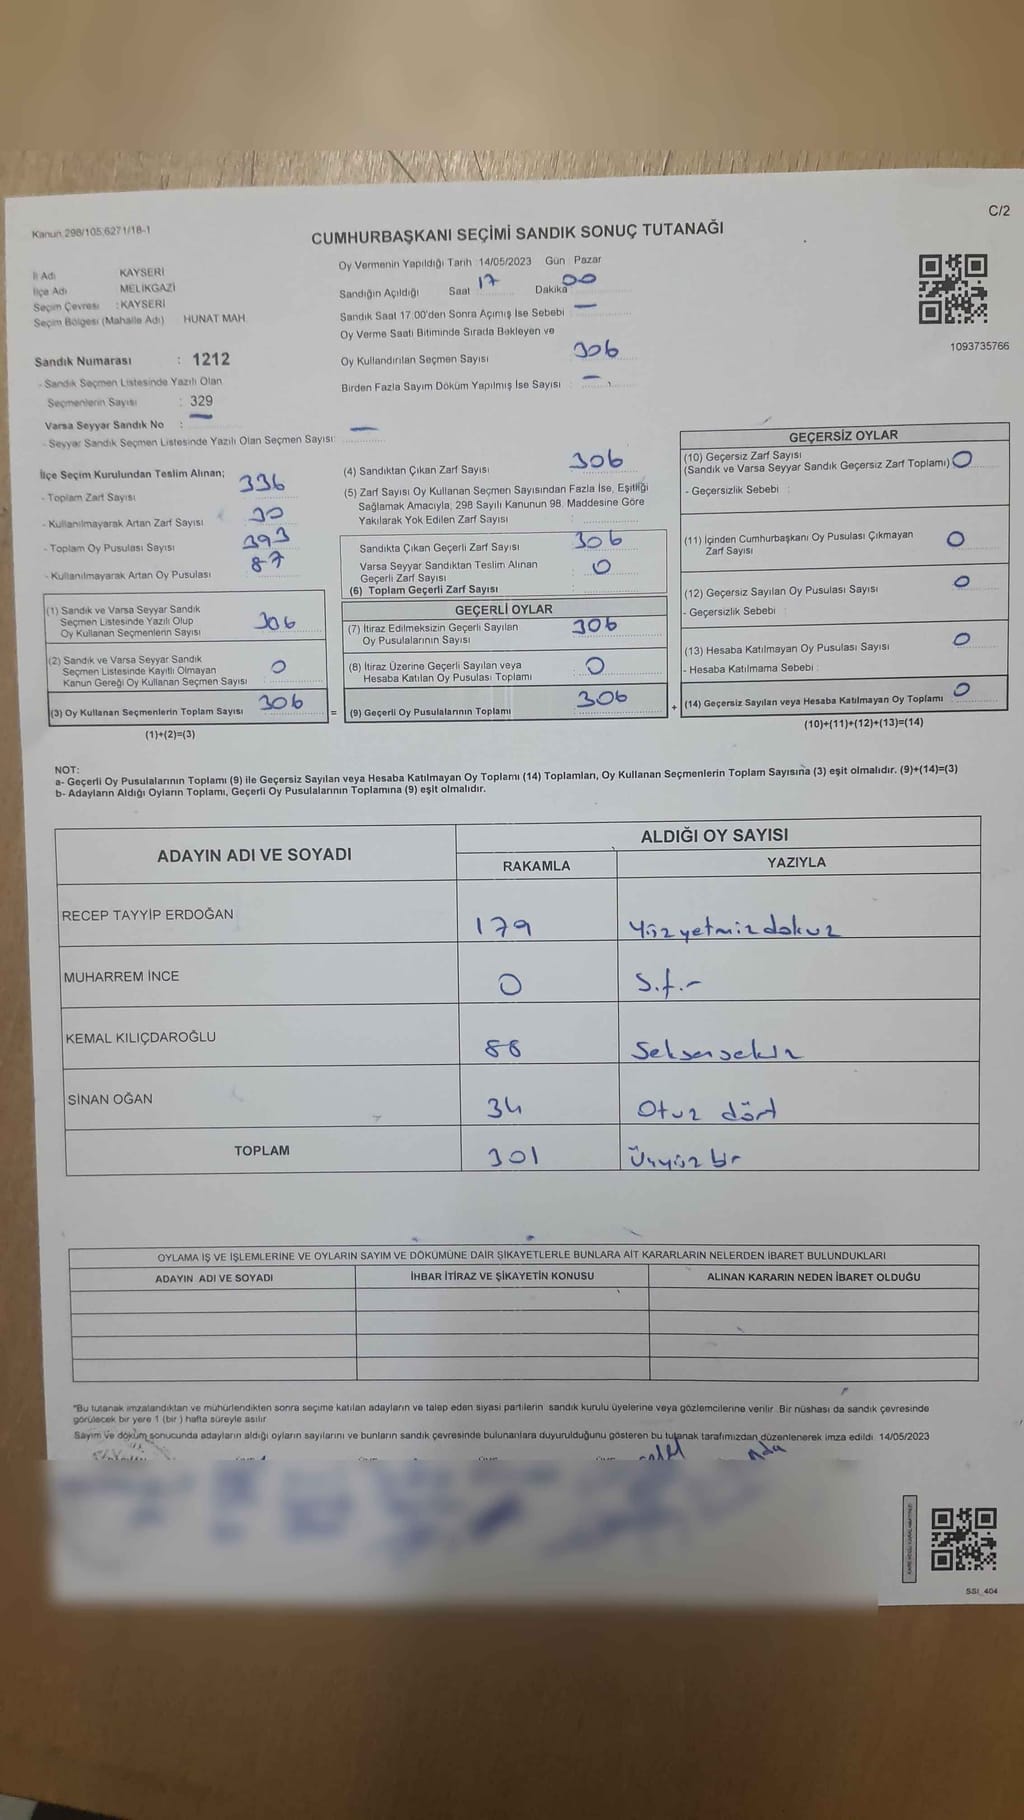 C/2
Kanun 298/105,6271/18-1
CUMHURBAŞKANI SEÇİMİ SANDIK SONUÇ TUTANAĞI
İl Adı KAYSERİ
İlçe Adı MELİKGAZİ
Seçim Çevresi : KAYSERİ
Seçim Bölgesi (Mahalle Adı) HUNAT MAH.
Sandık Numarası : 1212
- Sandık Seçmen Listesinde Yazılı Olan
Seçmenlerin Sayısı : 329
Varsa Seyyar Sandık No : —
- Seyyar Sandık Seçmen Listesinde Yazılı Olan Seçmen Sayısı —
Oy Vermenin Yapıldığı Tarih 14/05/2023 Gün Pazar
Sandığın Açıldığı Saat 17 Dakika 00
Sandık Saat 17.00'den Sonra Açımış İse Sebebi —
Oy Verme Saati Bitiminde Sırada Bekleyen ve
Oy Kullandırılan Seçmen Sayısı 306
Birden Fazla Sayım Döküm Yapılmış İse Sayısı —
1093735766
İlçe Seçim Kurulundan Teslim Alınan;
- Toplam Zarf Sayısı 336
- Kullanılmayarak Artan Zarf Sayısı 30
- Toplam Oy Pusulası Sayısı 393
- Kullanılmayarak Artan Oy Pusulası 87
(1) Sandık ve Varsa Seyyar Sandık
Seçmen Listesinde Yazılı Olup
Oy Kullanan Seçmenlerin Sayısı 306
(2) Sandık ve Varsa Seyyar Sandık
Seçmen Listesinde Kayıtlı Olmayan
Kanun Gereği Oy Kullanan Seçmen Sayısı 0
(3) Oy Kullanan Seçmenlerin Toplam Sayısı 306
(1)+(2)=(3)
(4) Sandıktan Çıkan Zarf Sayısı 306
(5) Zarf Sayısı Oy Kullanan Seçmen Sayısından Fazla İse, Eşitliği
Sağlamak Amacıyla, 298 Sayılı Kanunun 98. Maddesine Göre
Yakılarak Yok Edilen Zarf Sayısı
Sandıkta Çıkan Geçerli Zarf Sayısı 306
Varsa Seyyar Sandıktan Teslim Alınan
Geçerli Zarf Sayısı 0
(6) Toplam Geçerli Zarf Sayısı
GEÇERLİ OYLAR
(7) İtiraz Edilmeksizin Geçerli Sayılan
Oy Pusulalarının Sayısı 306
(8) İtiraz Üzerine Geçerli Sayılan veya
Hesaba Katılan Oy Pusulası Toplamı 0
= (9) Geçerli Oy Pusulalarının Toplamı 306
GEÇERSİZ OYLAR
(10) Geçersiz Zarf Sayısı
(Sandık ve Varsa Seyyar Sandık Geçersiz Zarf Toplamı) 0
- Geçersizlik Sebebi :
(11) İçinden Cumhurbaşkanı Oy Pusulası Çıkmayan
Zarf Sayısı 0
(12) Geçersiz Sayılan Oy Pusulası Sayısı 0
- Geçersizlik Sebebi :
(13) Hesaba Katılmayan Oy Pusulası Sayısı 0
- Hesaba Katılmama Sebebi :
+ (14) Geçersiz Sayılan veya Hesaba Katılmayan Oy Toplamı 0
(10)+(11)+(12)+(13)=(14)
NOT:
a- Geçerli Oy Pusulalarının Toplamı (9) ile Geçersiz Sayılan veya Hesaba Katılmayan Oy Toplamı (14) Toplamları, Oy Kullanan Seçmenlerin Toplam Sayısına (3) eşit olmalıdır. (9)+(14)=(3)
b- Adayların Aldığı Oyların Toplamı, Geçerli Oy Pusulalarının Toplamına (9) eşit olmalıdır.
ADAYIN ADI VE SOYADI
ALDIĞI OY SAYISI
RAKAMLA YAZIYLA
RECEP TAYYİP ERDOĞAN 179 Yüz yetmiz dokuz
MUHARREM İNCE 0 Sıfır
KEMAL KILIÇDAROĞLU 88 Seksensekiz
SİNAN OĞAN 34 Otuz dört
TOPLAM 301 Üçyüz bir
OYLAMA İŞ VE İŞLEMLERİNE VE OYLARIN SAYIM VE DÖKÜMÜNE DAİR ŞİKAYETLERLE BUNLARA AİT KARARLARIN NELERDEN İBARET BULUNDUKLARI
ADAYIN ADI VE SOYADI İHBAR İTİRAZ VE ŞİKAYETİN KONUSU ALINAN KARARIN NEDEN İBARET OLDUĞU
"Bu tutanak imzalandıktan ve mühürlendikten sonra seçime katılan adayların ve talep eden siyasi partilerin sandık kurulu üyelerine veya gözlemcilerine verilir. Bir nüshası da sandık çevresinde
görülecek bir yere 1 (bir) hafta süreyle asılır.
Sayım ve döküm sonucunda adayların aldığı oyların sayılarını ve bunların sandık çevresinde bulunanlara duyurulduğunu gösteren bu tutanak tarafımızdan düzenlenerek imza edildi. 14/05/2023
SSI_404